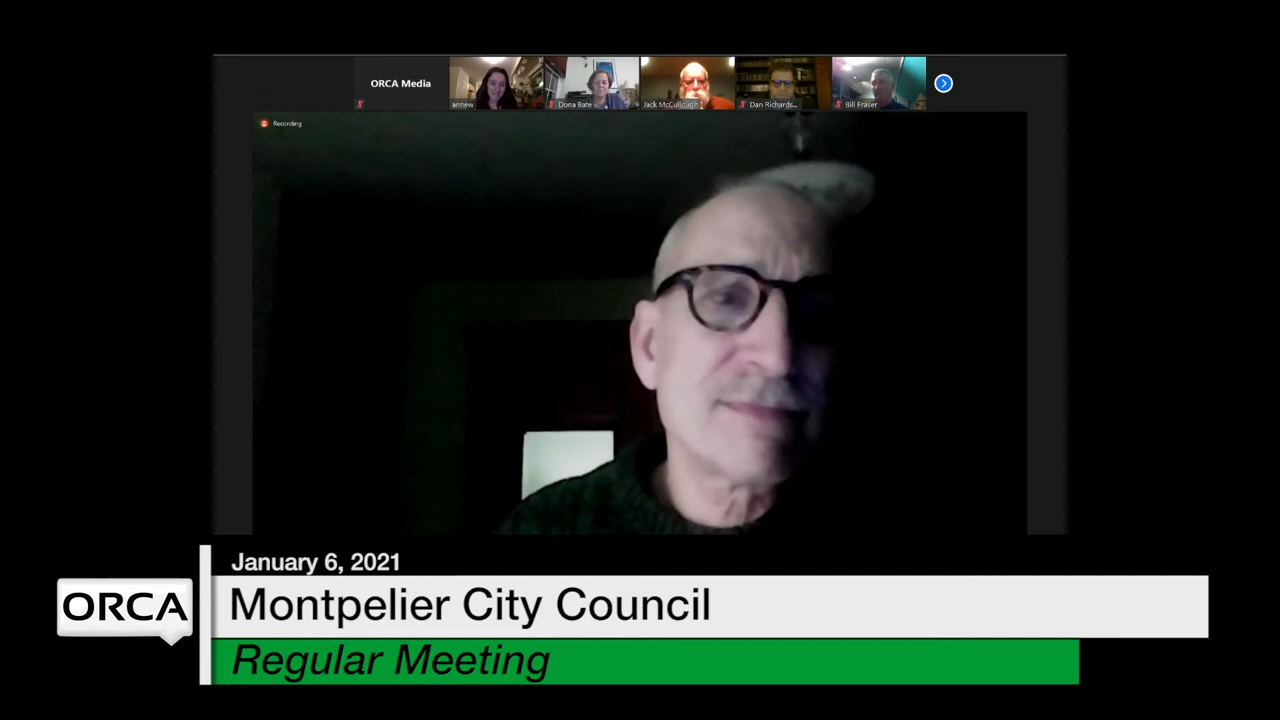 ORCA Media
annew
Dona Bate
Jack McCullough
Dan Richards...
Bill Fraser
Recording
January 6, 2021
ORCA
Montpelier City Council
Regular Meeting